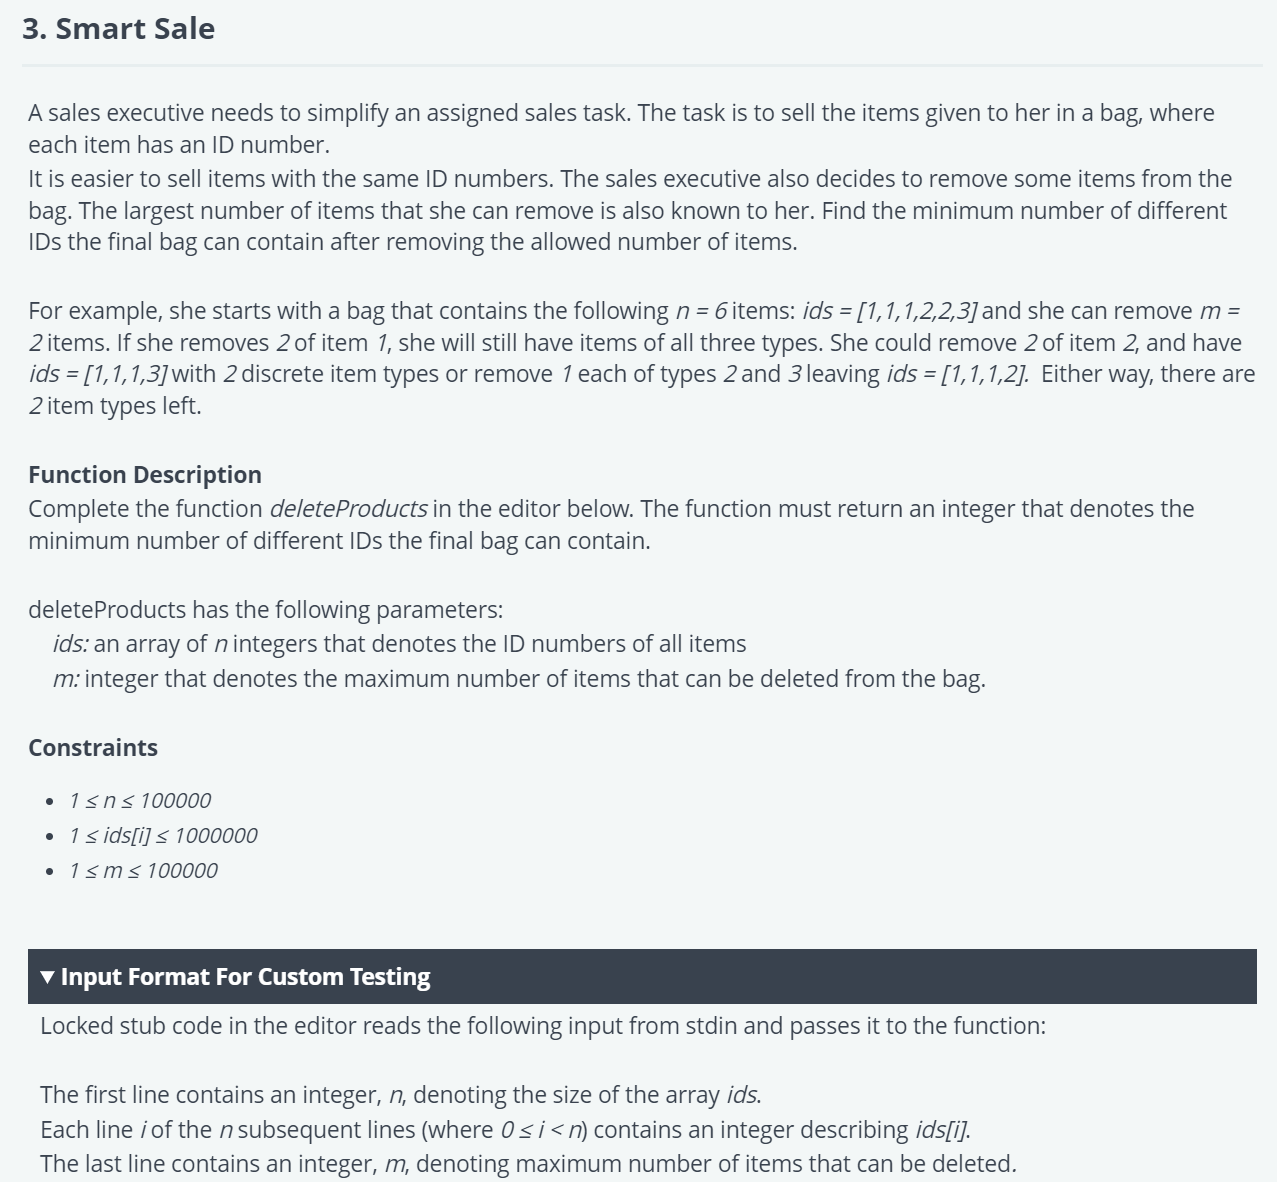 3. Smart Sale
A sales executive needs to simplify an assigned sales task. The task is to sell the items given to her in a bag, where
each item has an ID number.
It is easier to sell items with the same ID numbers. The sales executive also decides to remove some items from the
bag. The largest number of items that she can remove is also known to her. Find the minimum number of different
IDs the final bag can contain after removing the allowed number of items.
For example, she starts with a bag that contains the following n = 6 items: ids = [1,1,1,2,2,3] and she can remove m =
2 items. If she removes 2 of item 1, she will still have items of all three types. She could remove 2 of item 2, and have
ids = [1,1,1,3] with 2 discrete item types or remove 1 each of types 2 and 3 leaving ids = [1,1,1,2]. Either way, there are
2 item types left.
Function Description
Complete the function deleteProducts in the editor below. The function must return an integer that denotes the
minimum number of different IDs the final bag can contain.
deleteProducts has the following parameters:
ids: an array of n integers that denotes the ID numbers of all items
m: integer that denotes the maximum number of items that can be deleted from the bag.
Constraints
• 1 ≤ n ≤ 100000
• 1 ≤ ids[i] ≤ 1000000
• 1 ≤ m ≤ 100000
▼ Input Format For Custom Testing
Locked stub code in the editor reads the following input from stdin and passes it to the function:
The first line contains an integer, n, denoting the size of the array ids.
Each line i of the n subsequent lines (where 0 ≤ i < n) contains an integer describing ids[i].
The last line contains an integer, m, denoting maximum number of items that can be deleted.